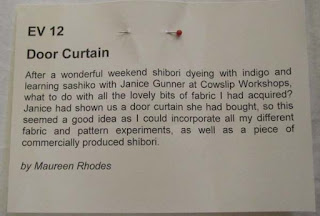 EV 12
Door Curtain
After a wonderful weekend shibori dyeing with indigo and
learning sashiko with Janice Gunner at Cowslip Workshops,
what to do with all the lovely bits of fabric I had acquired?
Janice had shown us a door curtain she had bought, so this
seemed a good idea as I could incorporate all my different
fabric and pattern experiments, as well as a piece of
commercially produced shibori.
by Maureen Rhodes